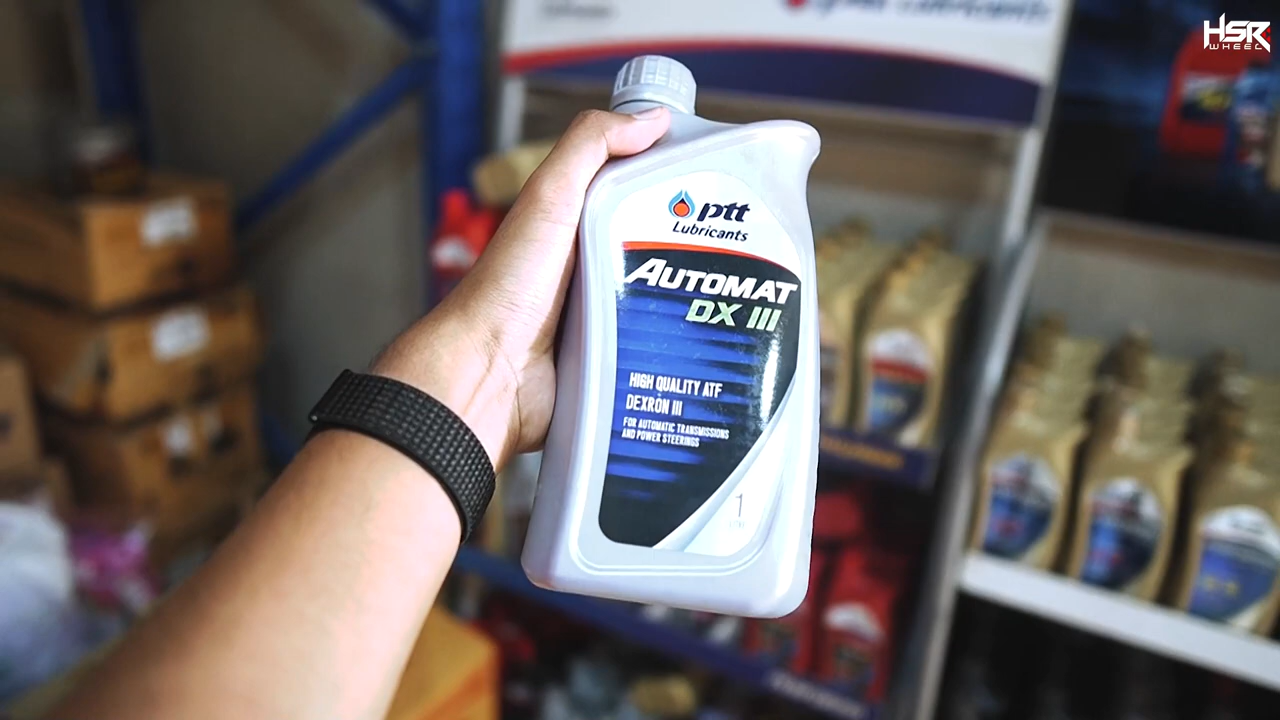 HSR
WHEEL
Lubricants
ptt
Lubricants
AUTOMAT
DX III
HIGH QUALITY ATF
DEXRON III
FOR AUTOMATIC TRANSMISSIONS
AND POWER STEERINGS
1